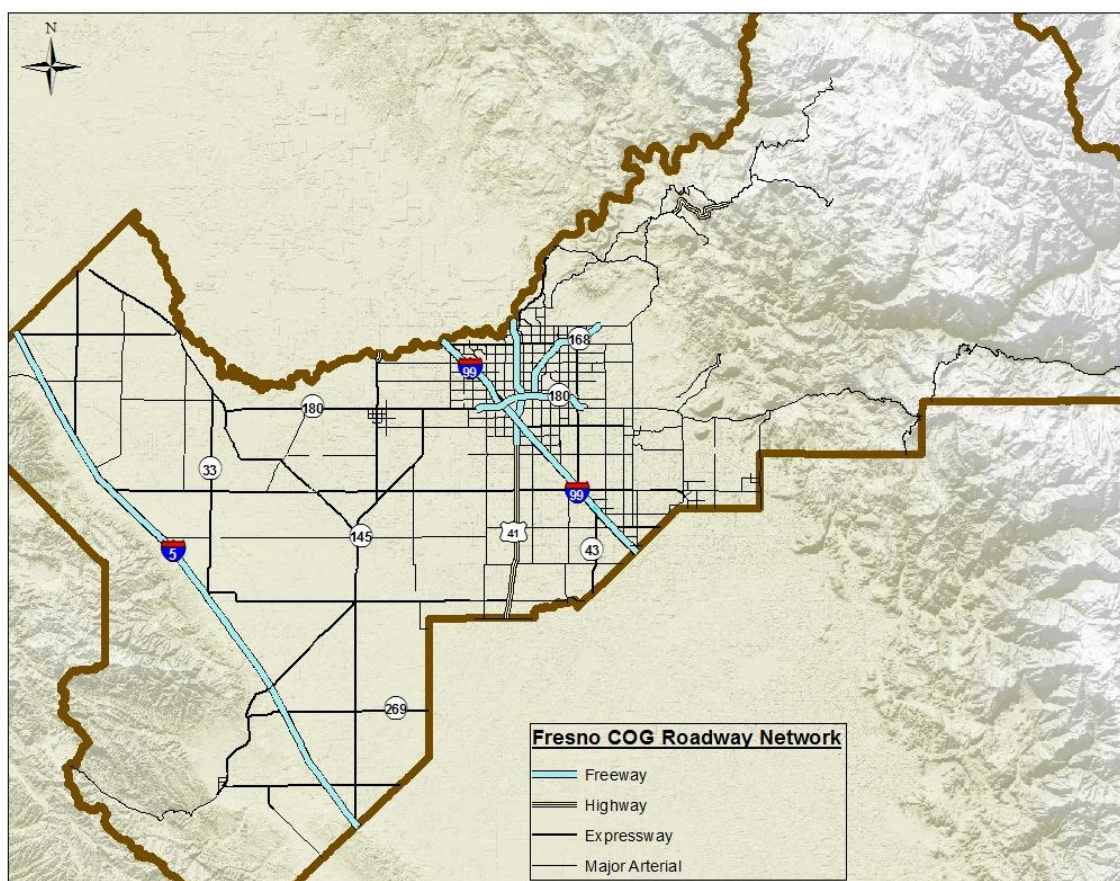 N
168
99
180
180
33
99
41
145
43
5
269
Fresno COG Roadway Network
Freeway
Highway
Expressway
Major Arterial